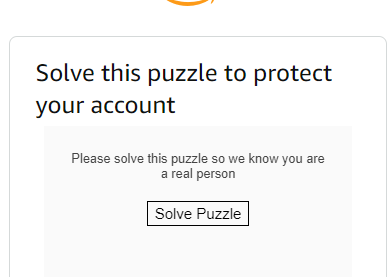 Solve this puzzle to protect
your account
Please solve this puzzle so we know you are
a real person
Solve Puzzle